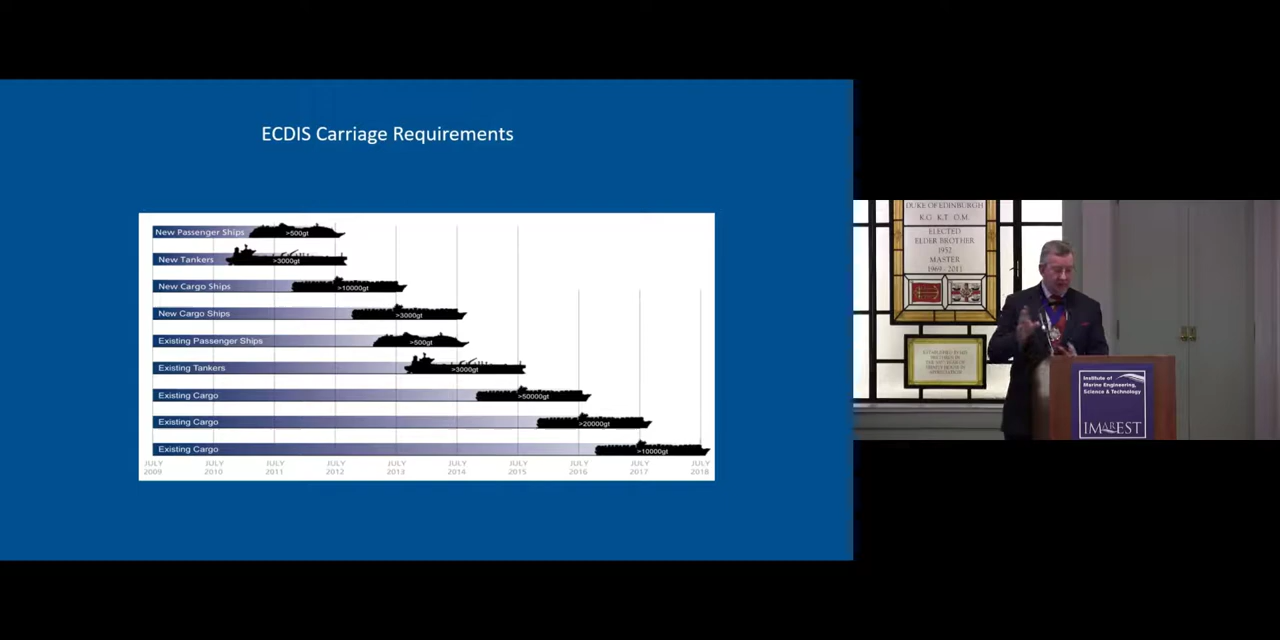 ECDIS Carriage Requirements
New Passenger Ships >500gt
New Tankers >3000gt
New Cargo Ships >10000gt
New Cargo Ships >3000gt
Existing Passenger Ships >500gt
Existing Tankers >3000gt
Existing Cargo >50000gt
Existing Cargo >20000gt
Existing Cargo >10000gt
JULY JULY JULY JULY JULY JULY JULY JULY JULY JULY
2009 2010 2011 2012 2013 2014 2015 2016 2017 2018
DUKE OF EDINBURGH
K.G K.T O.M.
ELECTED
ELDER BROTHER
1952
MASTER
1969-2011
Institute of
Marine Engineering,
Science & Technology
IMarEST